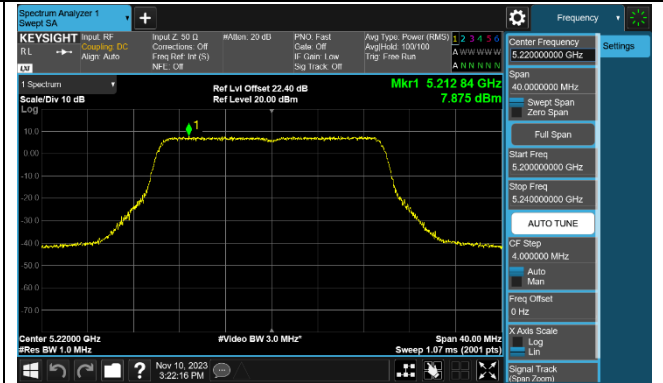 Spectrum Analyzer 1
Swept SA
+
Frequency
KEYSIGHT
RL
LXI
Input: RF
Coupling: DC
Align: Auto
Input Z: 50 Ω
Corrections: Off
Freq Ref: Int (S)
NFE: Off
#Atten: 20 dB
PNO: Fast
Gate: Off
IF Gain: Low
Sig Track: Off
Avg Type: Power (RMS)
Avg|Hold: 100/100
Trig: Free Run
1 2 3 4 5 6
A W W W W W
A N N N N N
Center Frequency
5.220000000 GHz
Settings
Span
40.0000000 MHz
Swept Span
Zero Span
Full Span
Start Freq
5.200000000 GHz
Stop Freq
5.240000000 GHz
AUTO TUNE
CF Step
4.000000 MHz
Auto
Man
Freq Offset
0 Hz
X Axis Scale
Log
Lin
Signal Track
(Span Zoom)
1 Spectrum
Scale/Div 10 dB
Ref Lvl Offset 22.40 dB
Ref Level 20.00 dBm
Mkr1 5.212 84 GHz
7.875 dBm
Log
1
10.0
0.00
-10.0
-20.0
-30.0
-40.0
-50.0
-60.0
-70.0
Center 5.22000 GHz
#Res BW 1.0 MHz
#Video BW 3.0 MHz*
Span 40.00 MHz
Sweep 1.07 ms (2001 pts)
?
Nov 10, 2023
3:22:16 PM